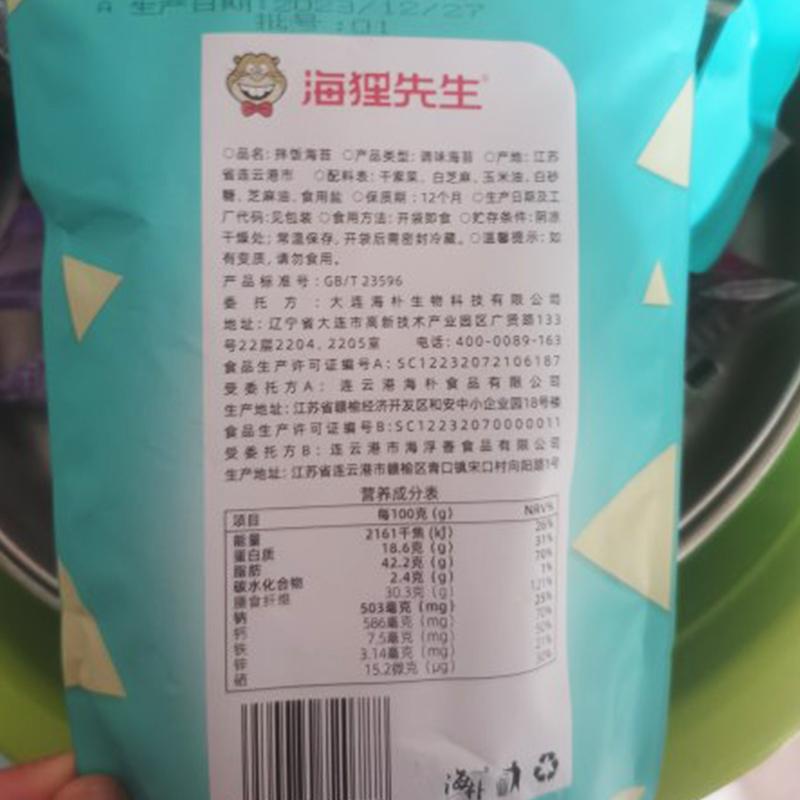 A 生产日期:2023/12/27
批号:01
海狸先生
○品名:拌饭海苔 ○产品类型:调味海苔 ○产地:江苏
省连云港市 ○配料表:干紫菜、白芝麻、玉米油、白砂
糖、芝麻油、食用盐 ○保质期:12个月 ○生产日期及工
厂代码:见包装 ○食用方法:开袋即食 ○贮存条件:阴凉
干燥处;常温保存,开袋后需密封冷藏。○温馨提示:如
有变质,请勿食用。
产品标准号:GB/T 23596
委托方:大连海朴生物科技有限公司
地址:辽宁省大连市高新技术产业园区广贤路133
号22层2204、2205室 电话:400-0089-163
食品生产许可证编号A:SC12232072106187
受委托方A:连云港海朴食品有限公司
生产地址:江苏省赣榆经济开发区和安中小企业园18号楼
食品生产许可证编号B:SC12232070000011
受委托方B:连云港市海浮香食品有限公司
生产地址:江苏省连云港市赣榆区青口镇宋口村向阳路1号
营养成分表
项目 每100克(g) NRV%
能量 2161千焦(kJ) 26%
蛋白质 18.6克(g) 31%
脂肪 42.2克(g) 70%
碳水化合物 2.4克(g) 1%
膳食纤维 30.3克(g) 121%
钠 503毫克(mg) 25%
钙 586毫克(mg) 70%
铁 7.5毫克(mg) 50%
锌 3.14毫克(mg) 21%
硒 15.2微克(μg) 30%
海朴